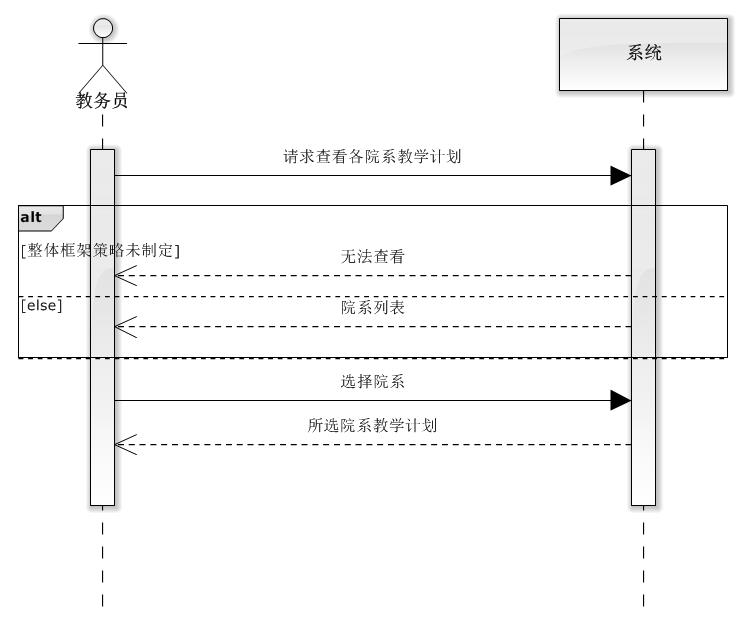 教务员
系统
请求查看各院系教学计划
alt
[整体框架策略未制定]
无法查看
[else]
院系列表
选择院系
所选院系教学计划